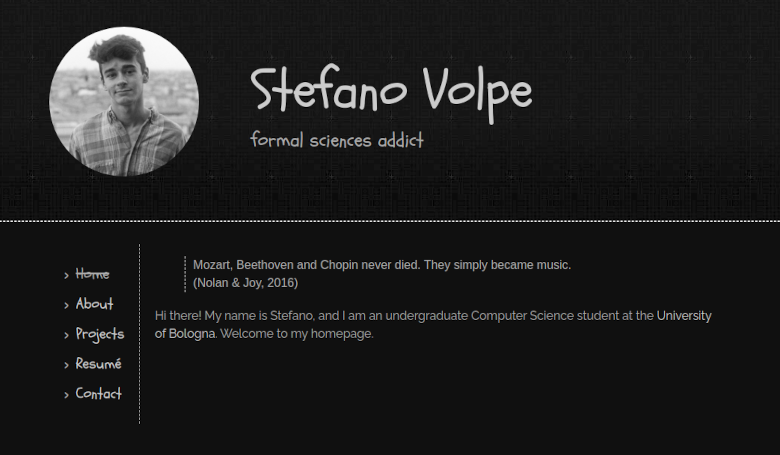 Stefano Volpe
formal sciences addict
› Home
› About
› Projects
› Resumé
› Contact
Mozart, Beethoven and Chopin never died. They simply became music.
(Nolan & Joy, 2016)
Hi there! My name is Stefano, and I am an undergraduate Computer Science student at the University
of Bologna. Welcome to my homepage.